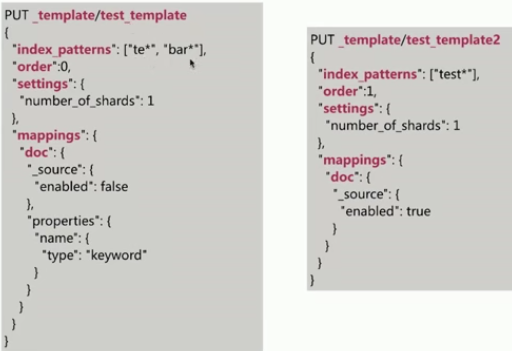 PUT _template/test_template
{
"index_patterns": ["te*", "bar*"],
"order":0,
"settings": {
"number_of_shards": 1
},
"mappings": {
"doc": {
"_source": {
"enabled": false
},
"properties": {
"name": {
"type": "keyword"
}
}
}
}
}
PUT _template/test_template2
{
"index_patterns": ["test*"],
"order":1,
"settings": {
"number_of_shards": 1
},
"mappings": {
"doc": {
"_source": {
"enabled": true
}
}
}
}